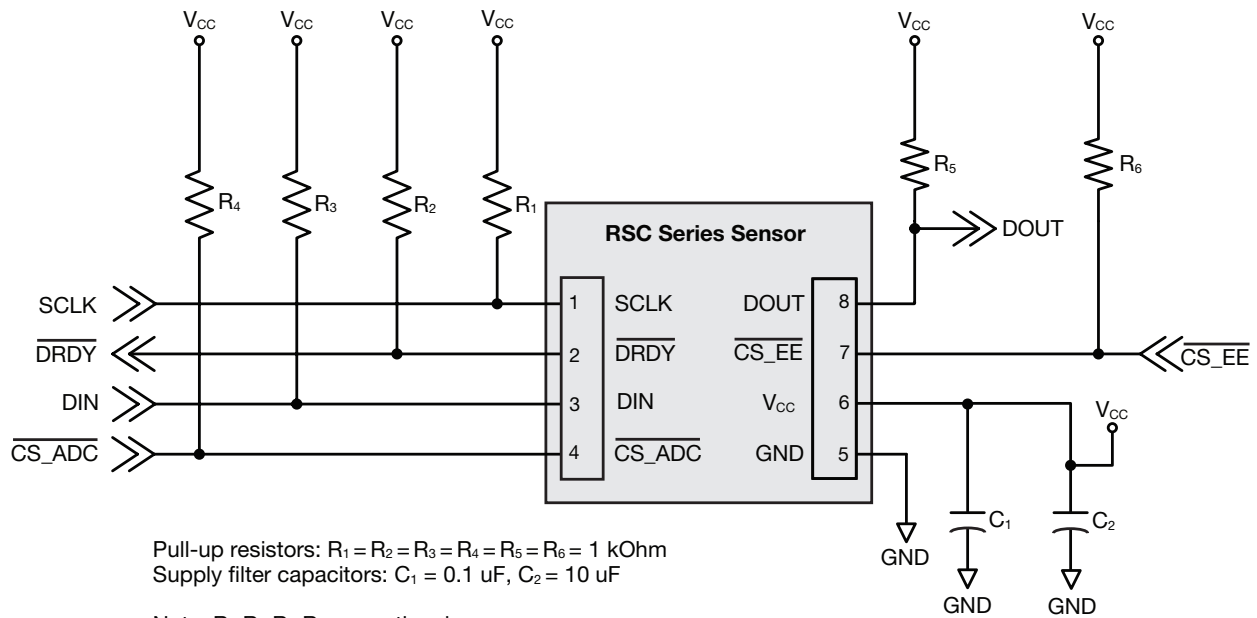 VCC VCC VCC VCC VCC VCC
R4 R3 R2 R1 R5 R6
RSC Series Sensor
DOUT
SCLK 1 SCLK DOUT 8
DRDY 2 DRDY CS_EE 7 CS_EE
DIN 3 DIN VCC 6 VCC
CS_ADC 4 CS_ADC GND 5
C1 C2
GND
GND GND
Pull-up resistors: R1 = R2 = R3 = R4 = R5 = R6 = 1 kOhm
Supply filter capacitors: C1 = 0.1 uF, C2 = 10 uF